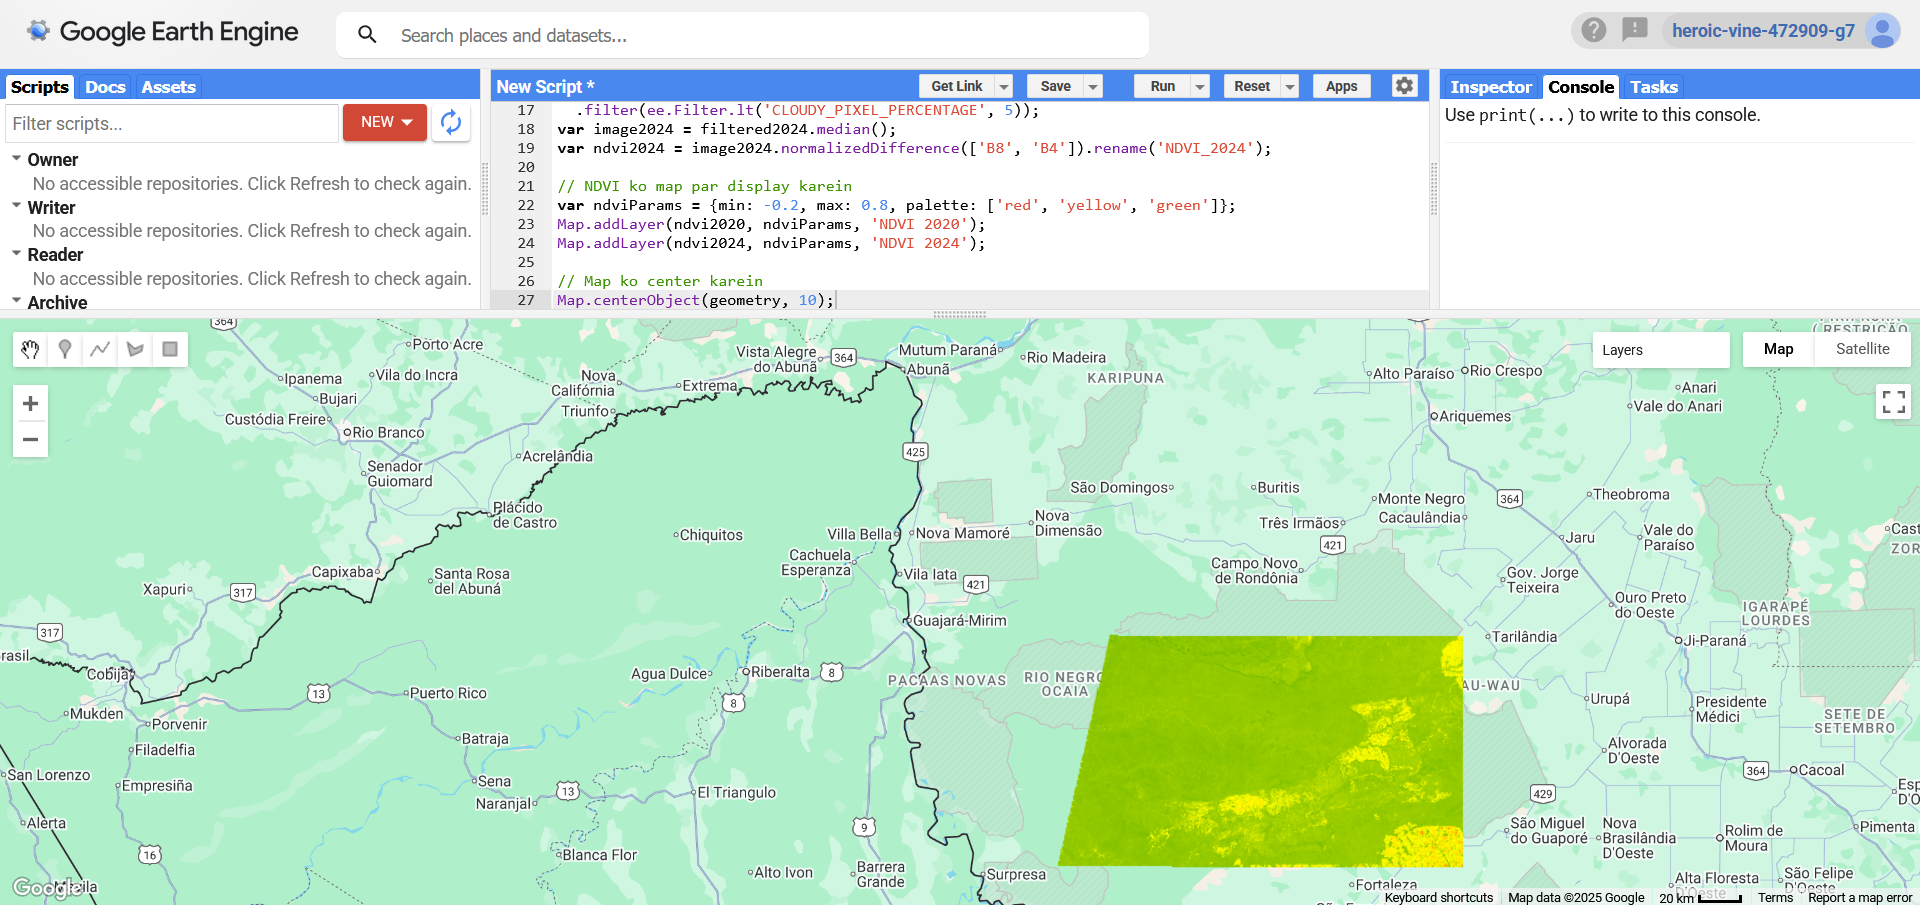 Google Earth Engine
Search places and datasets...
heroic-vine-472909-g7
Scripts Docs Assets
Filter scripts...
NEW
Owner
No accessible repositories. Click Refresh to check again.
Writer
No accessible repositories. Click Refresh to check again.
Reader
No accessible repositories. Click Refresh to check again.
Archive
New Script *
Get Link
Save
Run
Reset
Apps
17 .filter(ee.Filter.lt('CLOUDY_PIXEL_PERCENTAGE', 5));
18 var image2024 = filtered2024.median();
19 var ndvi2024 = image2024.normalizedDifference(['B8', 'B4']).rename('NDVI_2024');
20
21 // NDVI ko map par display karein
22 var ndviParams = {min: -0.2, max: 0.8, palette: ['red', 'yellow', 'green']};
23 Map.addLayer(ndvi2020, ndviParams, 'NDVI 2020');
24 Map.addLayer(ndvi2024, ndviParams, 'NDVI 2024');
25
26 // Map ko center karein
27 Map.centerObject(geometry, 10);
Inspector Console Tasks
Use print(...) to write to this console.
Layers
Map
Satellite
364
Porto Acre
Ipanema
Vila do Incra
Bujari
Custódia Freire
Rio Branco
Senador
Guiomard
Nova
Califórnia
Triunfo
Extrema
Vista Alegre
do Abunã
364
Mutum Paraná
Abunã
Rio Madeira
KARIPUNA
Alto Paraíso
Rio Crespo
( RESTRIÇÃO
Anari
Vale do Anari
Ariquemes
Acrelândia
425
Plácido
de Castro
Chiquitos
Villa Bella
Nova Mamoré
Cachuela
Esperanza
Vila Iata
421
São Domingos
Nova
Dimensão
Buritis
Três Irmãos
421
Monte Negro
Cacaulândia
364
Theobroma
Jaru
Vale do
Paraíso
Cast
ZOR
Campo Novo
de Rondônia
Gov. Jorge
Teixeira
Ouro Preto
do Oeste
IGARAPÉ
LOURDES
Capixaba
Xapuri
317
Santa Rosa
del Abuná
317
rasil
Cobija
Mukden
Porvenir
Filadelfia
Empresiña
San Lorenzo
Alerta
16
13
Puerto Rico
Batraja
Sena
Naranjal
13
Blanca Flor
Agua Dulce
Riberalta
8
8
Guajará-Mirim
PACAÁS NOVAS
RIO NEGRO
OCAIA
El Triangulo
9
Alto Ivon
Barrera
Grande
Surpresa
Tarilândia
Ji-Paraná
AU-WAU
Urupá
Presidente
Médici
SETE DE
SETEMBRO
Alvorada
D'Oeste
364
Cacoal
429
Esp
D'O
São Miguel
do Guaporé
Nova
Brasilândia
D'Oeste
Rolim de
Moura
Pimenta
Alta Floresta
D'Oeste
São Felipe
D'Oeste
Fortaleza
Google
Keyboard shortcuts
Map data ©2025 Google
20 km
Terms
Report a map error